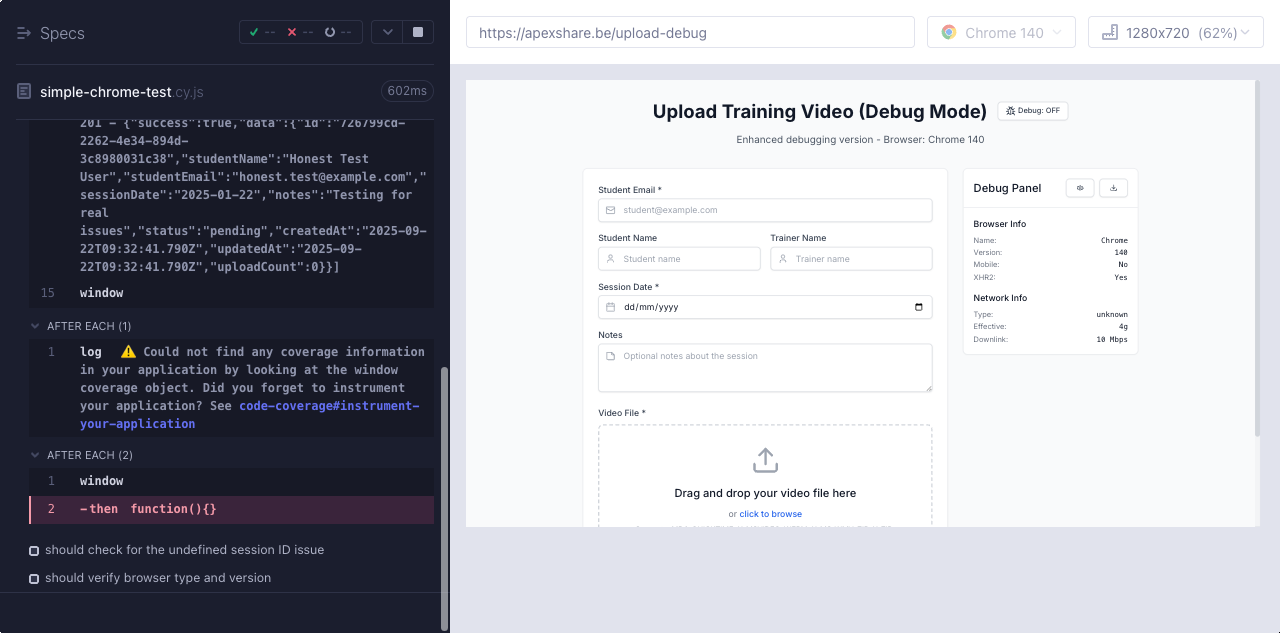 Specs
-- -- --
simple-chrome-test.cy.js
602ms
201 - {"success":true,"data":{"id":"726799cd-
2262-4e34-894d-
3c8980031c38","studentName":"Honest Test
User","studentEmail":"honest.test@example.com","
sessionDate":"2025-01-22","notes":"Testing for
real
issues","status":"pending","createdAt":"2025-09-
22T09:32:41.790Z","updatedAt":"2025-09-
22T09:32:41.790Z","uploadCount":0}}]
15 window
AFTER EACH (1)
1 log ⚠️ Could not find any coverage information
in your application by looking at the window
coverage object. Did you forget to instrument
your application? See code-coverage#instrument-
your-application
AFTER EACH (2)
1 window
2 -then function(){}
should check for the undefined session ID issue
should verify browser type and version
https://apexshare.be/upload-debug
Chrome 140
1280x720 (62%)
Upload Training Video (Debug Mode)
Debug: OFF
Enhanced debugging version - Browser: Chrome 140
Student Email *
student@example.com
Student Name
Trainer Name
Student name
Trainer name
Session Date *
dd/mm/yyyy
Notes
Optional notes about the session
Video File *
Drag and drop your video file here
or click to browse
Debug Panel
Browser Info
Name: Chrome
Version: 140
Mobile: No
XHR2: Yes
Network Info
Type: unknown
Effective: 4g
Downlink: 10 Mbps